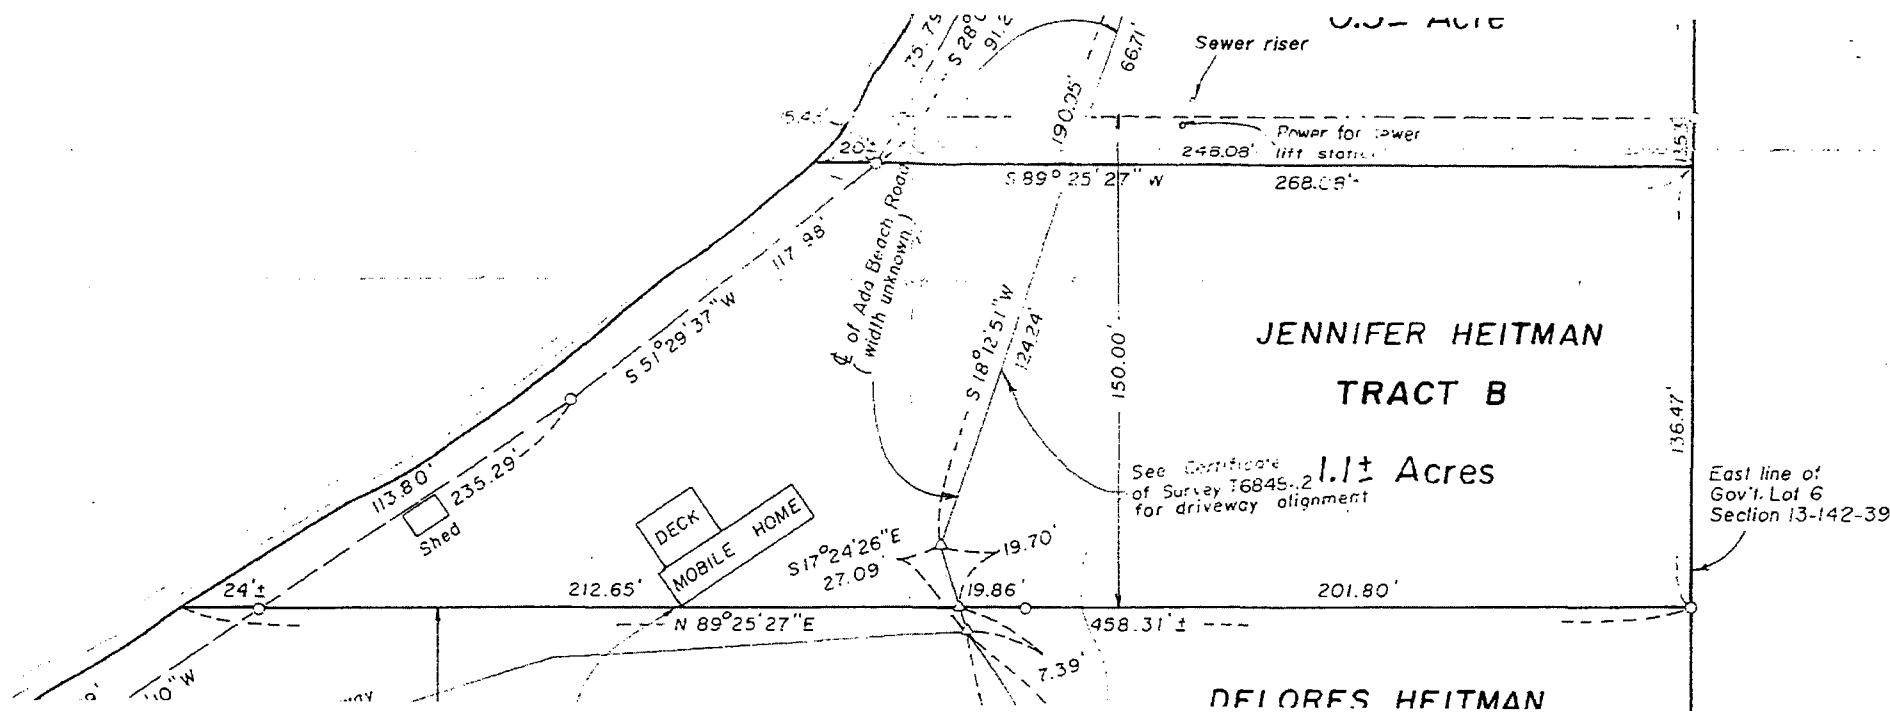 Sewer riser
66.71'
190.05'
20'±
Power for
lift
248.08'
S 89° 25' 27" W
268.08'±
117.98'
℄ of Ada Beach Road
(width unknown)
S 51° 29' 37" W
S 18° 12' 51" W
124.24'
150.00'
JENNIFER HEITMAN
TRACT B
1.1± Acres
136.47'
See Certificate
of Survey
for driveway alignment
East line of
Gov't. Lot 6
Section 13-142-39
113.80'
235.29'
Shed
DECK
MOBILE HOME
S 17° 24' 26" E
27.09'
19.70'
24'±
212.65'
19.86'
201.80'
N 89° 25' 27" E
458.31'±
7.39'
DELORES HEITMAN